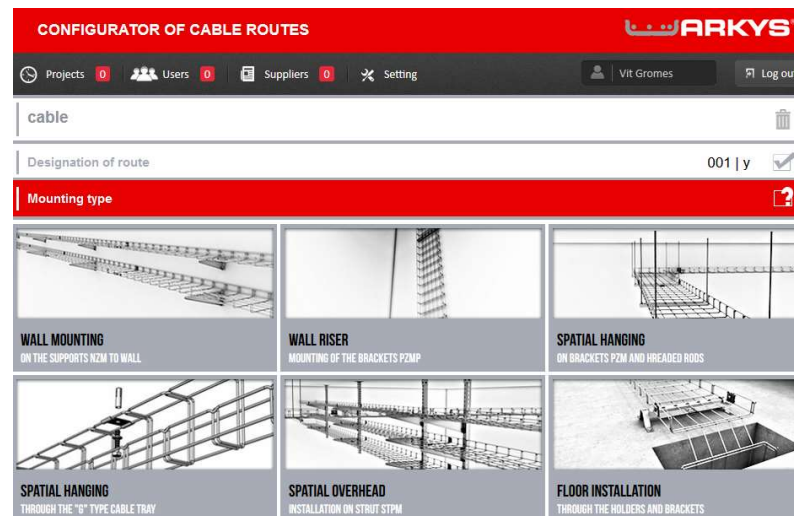 CONFIGURATOR OF CABLE ROUTES
ARKYS
Projects 0 Users 0 Suppliers 0 Setting Vit Gromes Log out
cable
Designation of route 001 | y
Mounting type ?
WALL MOUNTING
ON THE SUPPORTS NZM TO WALL
WALL RISER
MOUNTING OF THE BRACKETS PZMP
SPATIAL HANGING
ON BRACKETS PZM AND HREADED RODS
SPATIAL HANGING
THROUGH THE "G" TYPE CABLE TRAY
SPATIAL OVERHEAD
INSTALLATION ON STRUT STPM
FLOOR INSTALLATION
THROUGH THE HOLDERS AND BRACKETS